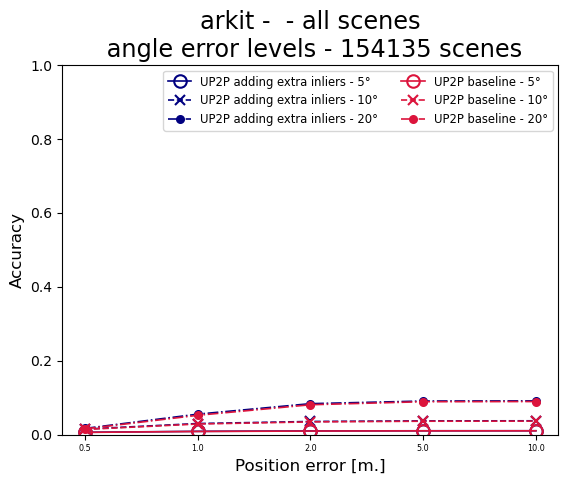 arkit -  - all scenes
angle error levels - 154135 scenes
UP2P adding extra inliers - 5°
UP2P adding extra inliers - 10°
UP2P adding extra inliers - 20°
UP2P baseline - 5°
UP2P baseline - 10°
UP2P baseline - 20°
Accuracy
1.0
0.8
0.6
0.4
0.2
0.0
0.5 1.0 2.0 5.0 10.0
Position error [m.]